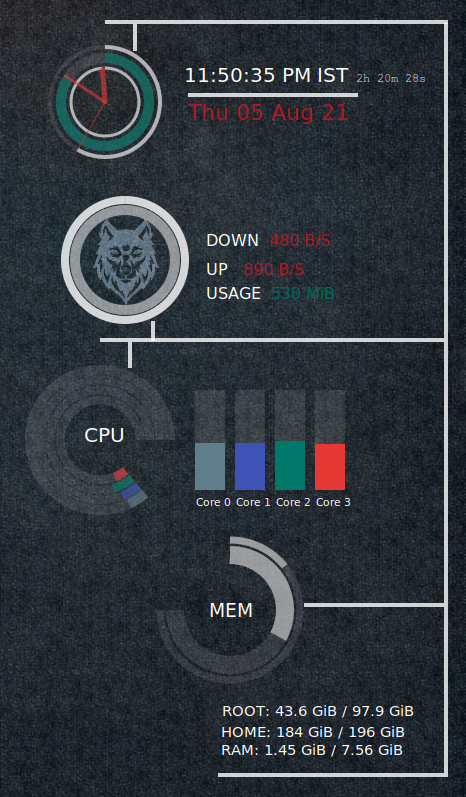 11:50:35 PM IST 2h 20m 28s
Thu 05 Aug 21
DOWN 480 B/S
UP 890 B/S
USAGE 530 MiB
CPU
Core 0 Core 1 Core 2 Core 3
MEM
ROOT: 43.6 GiB / 97.9 GiB
HOME: 184 GiB / 196 GiB
RAM: 1.45 GiB / 7.56 GiB